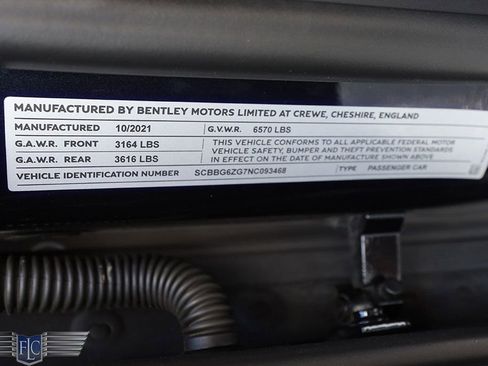 MANUFACTURED BY BENTLEY MOTORS LIMITED AT CREWE, CHESHIRE, ENGLAND
MANUFACTURED 10/2021 G.V.W.R. 6570 LBS
G.A.W.R. FRONT 3164 LBS
G.A.W.R. REAR 3616 LBS
THIS VEHICLE CONFORMS TO ALL APPLICABLE FEDERAL MOTOR
VEHICLE SAFETY, BUMPER AND THEFT PREVENTION STANDARDS
IN EFFECT ON THE DATE OF MANUFACTURE SHOWN ABOVE
VEHICLE IDENTIFICATION NUMBER SCBBG6ZG7NC093468 TYPE PASSENGER CAR
FLC